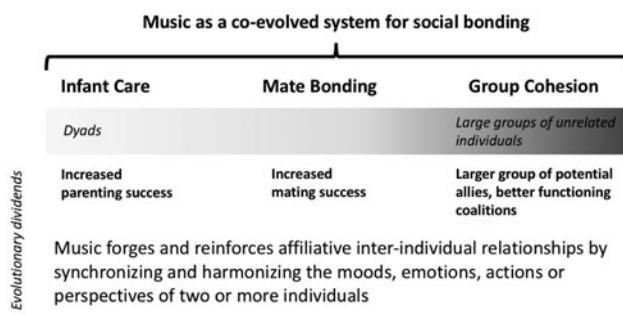 Music as a co-evolved system for social bonding
Infant Care
Mate Bonding
Group Cohesion
Dyads
Large groups of unrelated
individuals
Evolutionary dividends
Increased
parenting success
Increased
mating success
Larger group of potential
allies, better functioning
coalitions
Music forges and reinforces affiliative inter-individual relationships by
synchronizing and harmonizing the moods, emotions, actions or
perspectives of two or more individuals